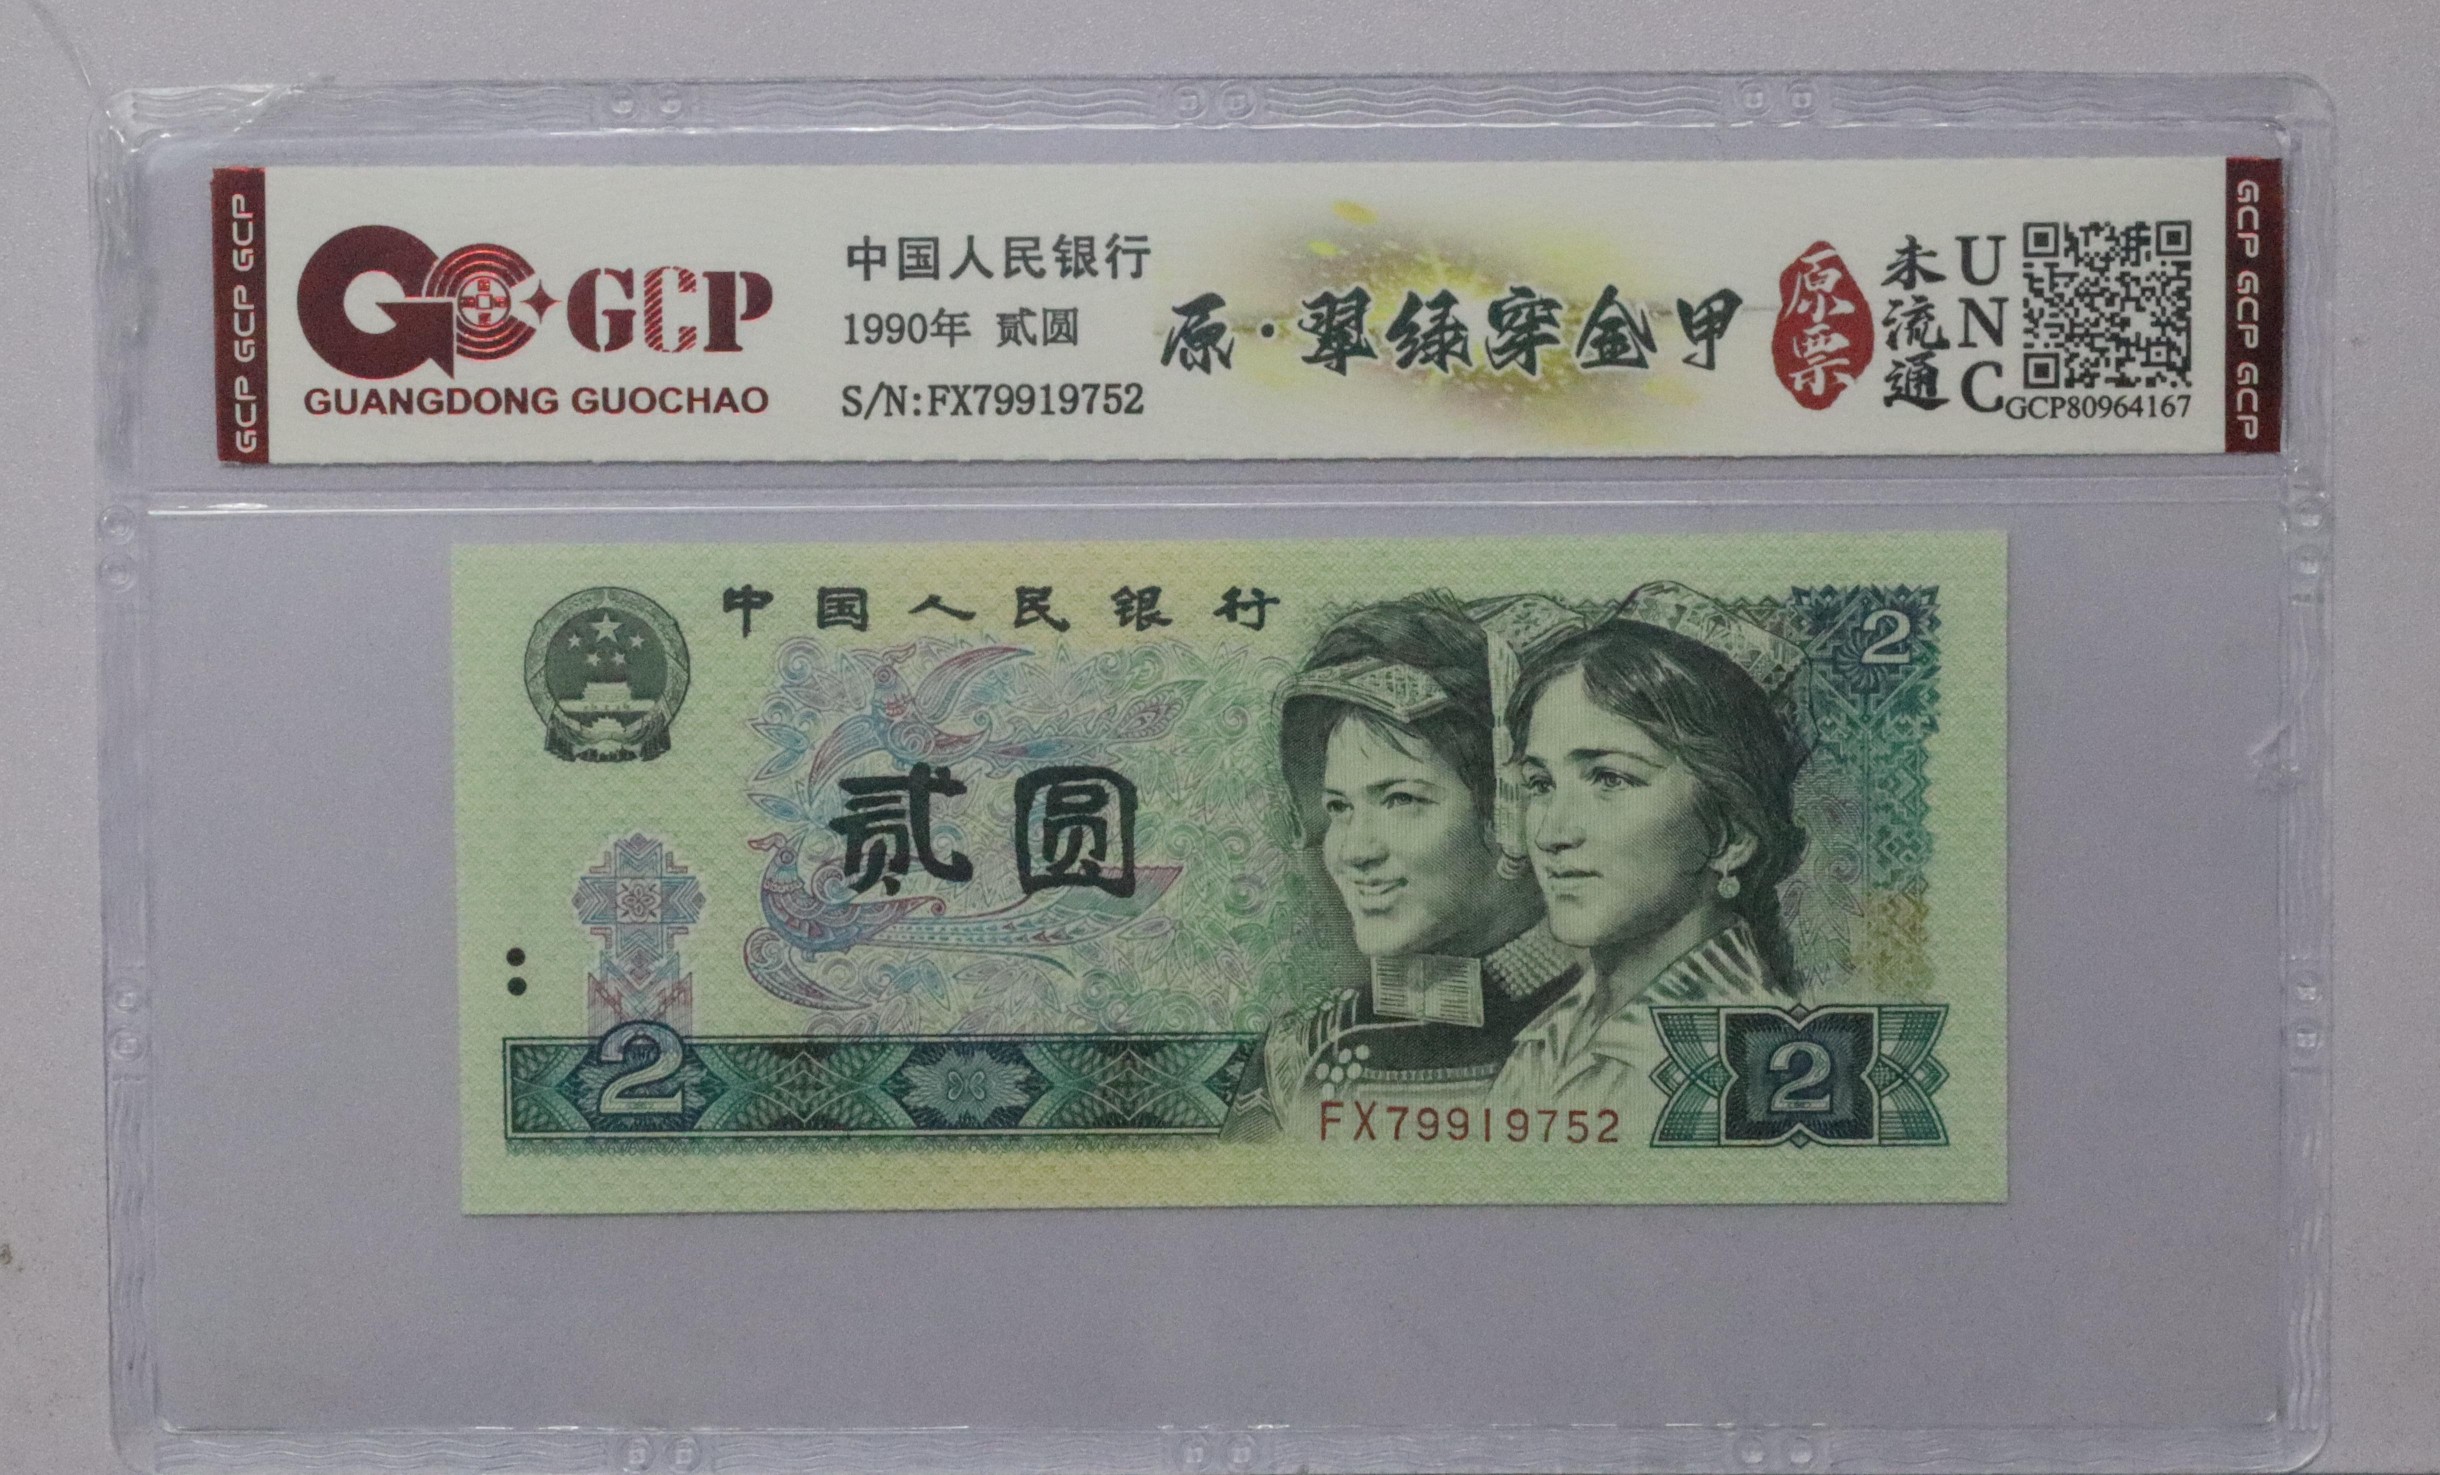 GCP GCP GCP
GCP
GUANGDONG GUOCHAO
中国人民银行
1990年 贰圆
S/N:FX79919752
原·翠绿穿金甲
原票
未流通
UNC
GCP80964167
GCP GCP GCP
中国人民银行
2
贰圆
2
FX79919752
2